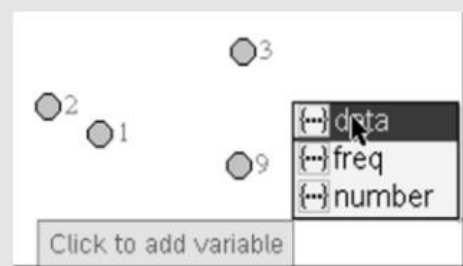 3
2
1
9
data
freq
number
Click to add variable